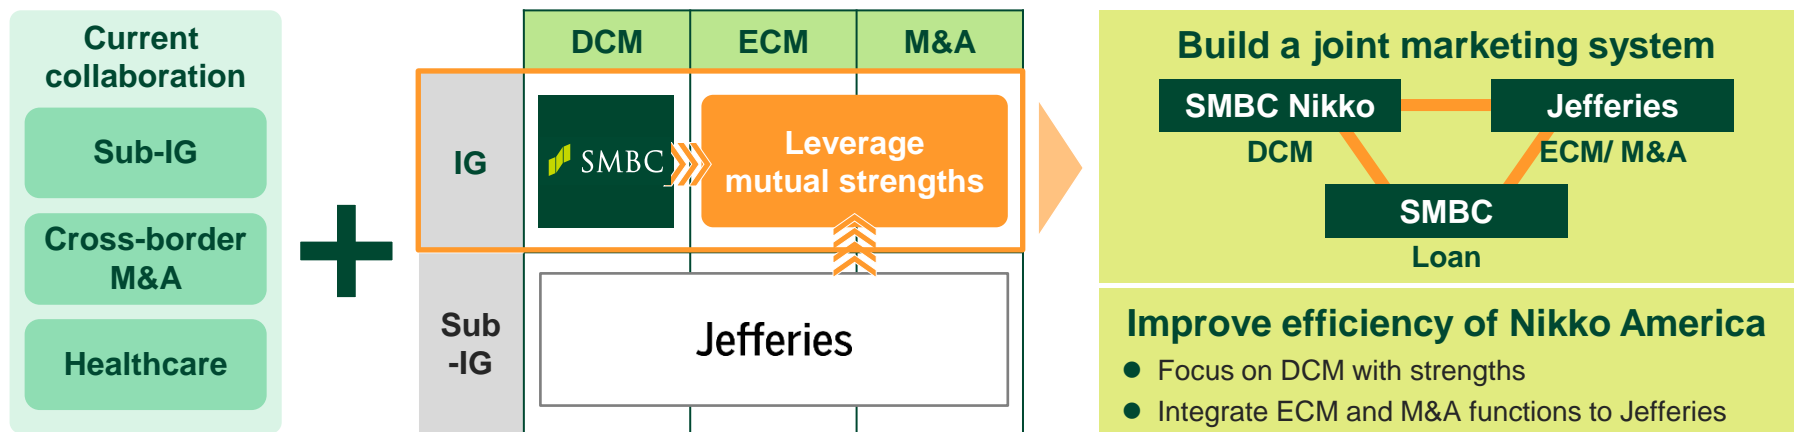 Current
collaboration
Sub-IG
Cross-border
M&A
Healthcare
DCM
ECM
M&A
IG
SMBC
Leverage
mutual strengths
Sub
-IG
Jefferies
Build a joint marketing system
SMBC Nikko
Jefferies
DCM
ECM/ M&A
SMBC
Loan
Improve efficiency of Nikko America
● Focus on DCM with strengths
● Integrate ECM and M&A functions to Jefferies